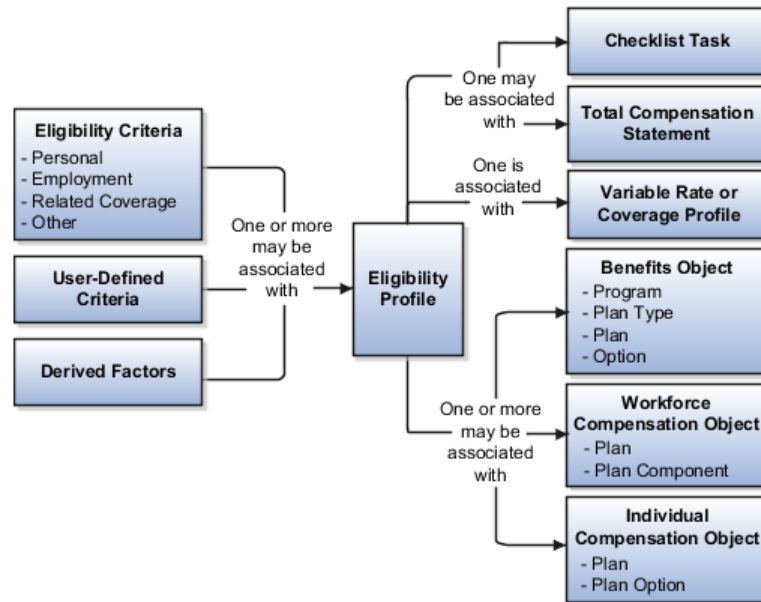 Eligibility Criteria
- Personal
- Employment
- Related Coverage
- Other
User-Defined
Criteria
Derived Factors
One or more
may be
associated
with
Eligibility
Profile
One may
be associated
with
Checklist Task
Total Compensation
Statement
One is
associated
with
Variable Rate or
Coverage Profile
One or more
may be
associated
with
Benefits Object
- Program
- Plan Type
- Plan
- Option
Workforce
Compensation Object
- Plan
- Plan Component
Individual
Compensation Object
- Plan
- Plan Option